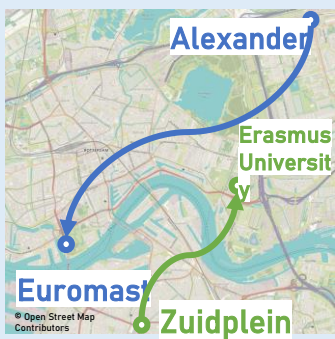 Alexander
Erasmus
Universit
y
Euromast
© Open Street Map
Contributors
Zuidplein